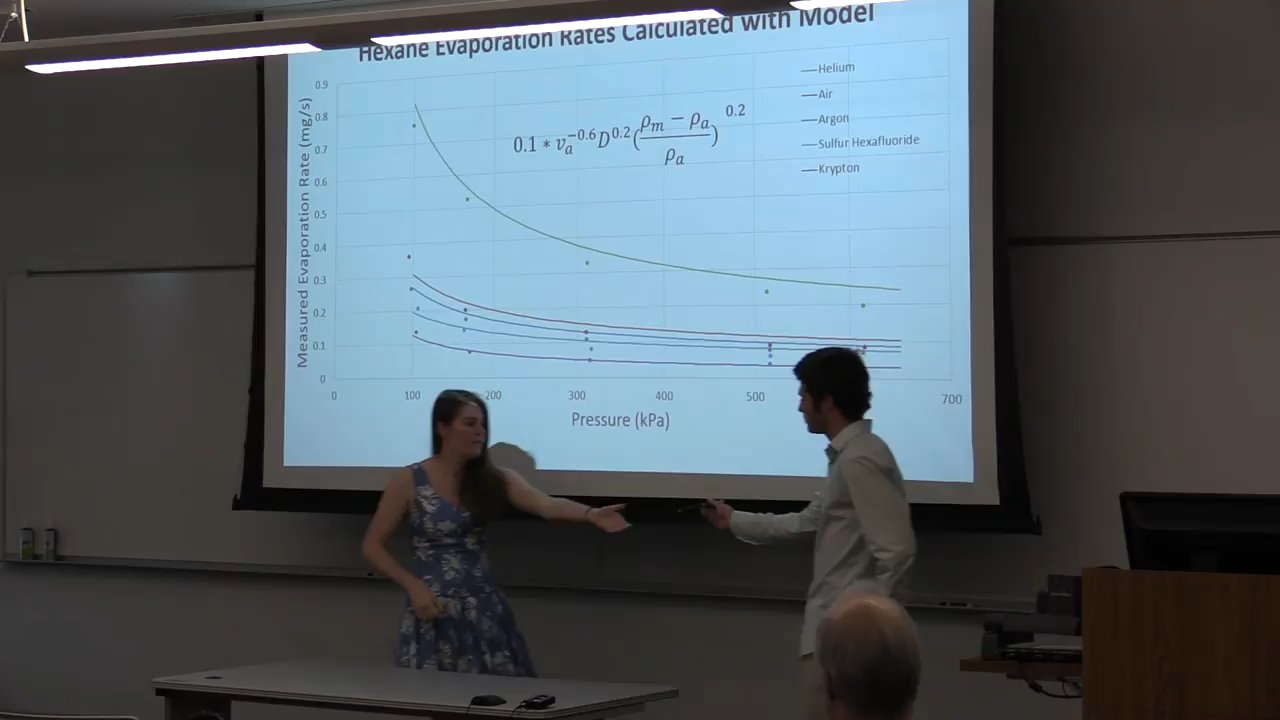 Hexane Evaporation Rates Calculated with Model
Helium
Air
Argon
Sulfur Hexafluoride
Krypton
0.1 * v_a^{-0.6} D^{0.2} (\frac{ρ_m − ρ_a}{ρ_a})^{0.2}
Measured Evaporation Rate (mg/s)
0.9
0.8
0.7
0.6
0.5
0.4
0.3
0.2
0.1
0
0 100 200 300 400 500 700
Pressure (kPa)